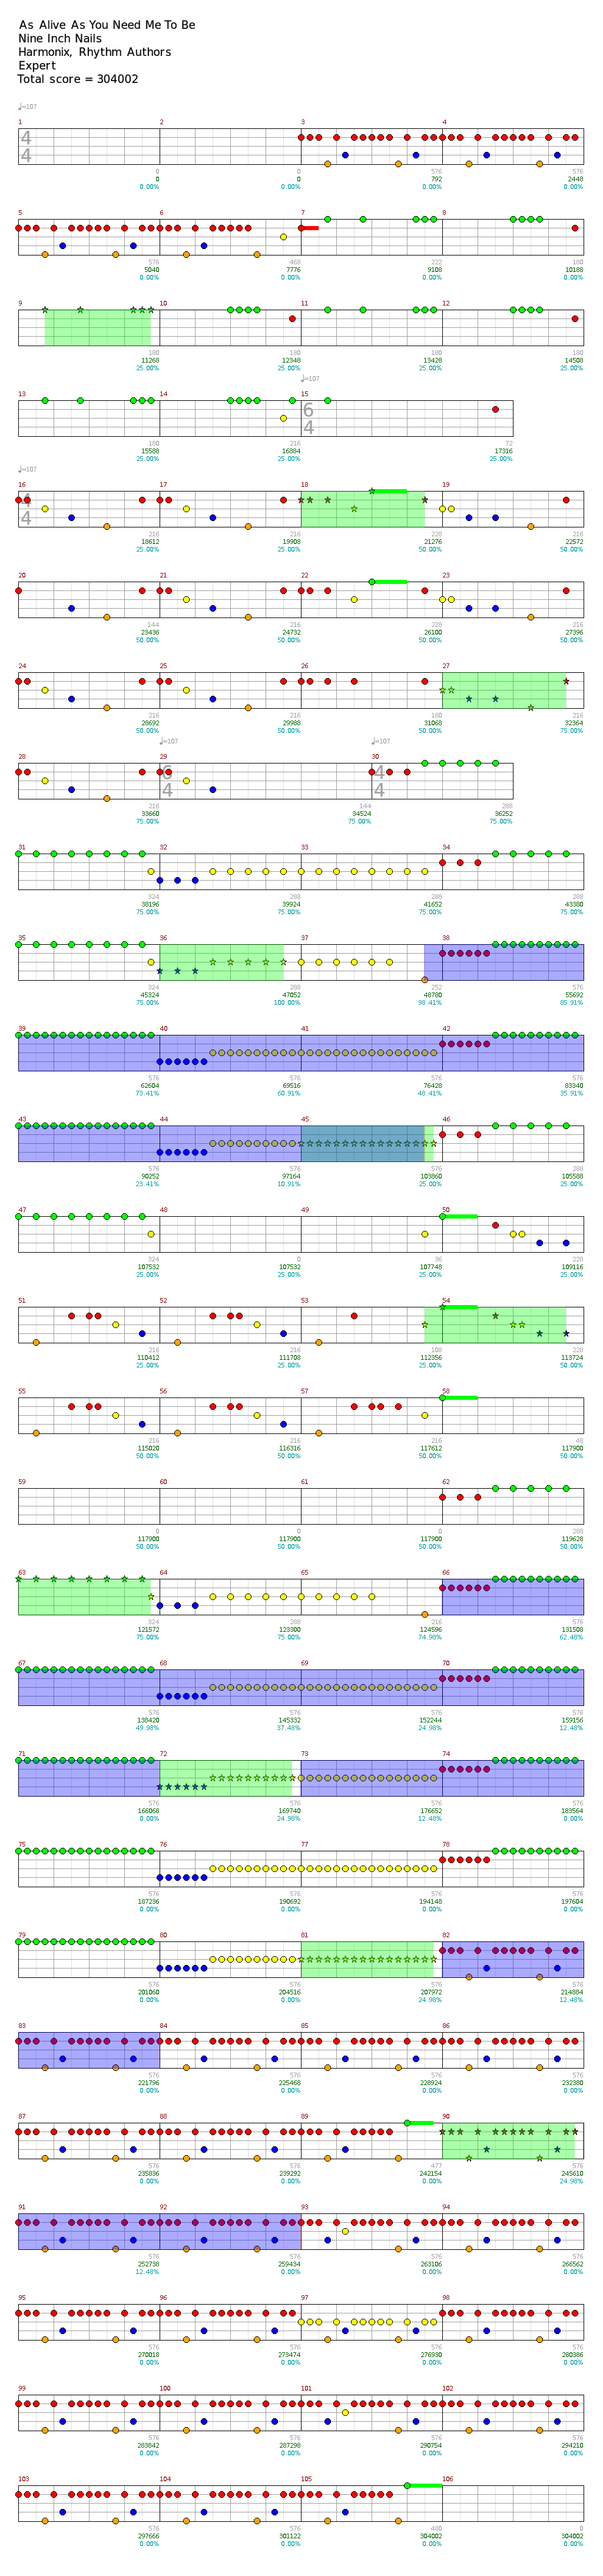 As Alive As You Need Me To Be
Nine Inch Nails
Harmonix, Rhythm Authors
Expert
Total score = 304002
♩=107
1 2 3 4
4
4
0 0 576 576
0 0 792 2448
0.00% 0.00% 0.00% 0.00%
5 6 7 8
576 468 222 180
5040 7776 9108 10188
0.00% 0.00% 0.00% 0.00%
9 10 11 12
180 180 180 180
11268 12348 13428 14508
25.00% 25.00% 25.00% 25.00%
♩=107
13 14 15
6
4
180 216 72
15588 16884 17316
25.00% 25.00% 25.00%
♩=107
16 17 18 19
4
4
216 216 228 216
18612 19908 21276 22572
25.00% 25.00% 50.00% 50.00%
20 21 22 23
144 216 228 216
23436 24732 26100 27396
50.00% 50.00% 50.00% 50.00%
24 25 26 27
216 216 180 216
28692 29988 31068 32364
50.00% 50.00% 50.00% 75.00%
♩=107 ♩=107
28 29 30
6 4
4 4
216 144 288
33660 34524 36252
75.00% 75.00% 75.00%
31 32 33 34
324 288 288 288
38196 39924 41652 43380
75.00% 75.00% 75.00% 75.00%
35 36 37 38
324 288 252 576
45324 47052 48780 55692
75.00% 100.00% 98.41% 85.91%
39 40 41 42
576 576 576 576
62604 69516 76428 83340
73.41% 60.91% 48.41% 35.91%
43 44 45 46
576 576 576 288
90252 97164 103860 105588
23.41% 10.91% 25.00% 25.00%
47 48 49 50
324 0 36 228
107532 107532 107748 109116
25.00% 25.00% 25.00% 25.00%
51 52 53 54
216 216 108 228
110412 111708 112356 113724
25.00% 25.00% 25.00% 50.00%
55 56 57 58
216 216 216 48
115020 116316 117612 117900
50.00% 50.00% 50.00% 50.00%
59 60 61 62
0 0 0 288
117900 117900 117900 119628
50.00% 50.00% 50.00% 50.00%
63 64 65 66
324 288 216 576
121572 123300 124596 131508
75.00% 75.00% 74.98% 62.48%
67 68 69 70
576 576 576 576
138420 145332 152244 159156
49.98% 37.48% 24.98% 12.48%
71 72 73 74
576 576 576 576
166068 169740 176652 183564
0.00% 24.98% 12.48% 0.00%
75 76 77 78
576 576 576 576
187236 190692 194148 197604
0.00% 0.00% 0.00% 0.00%
79 80 81 82
576 576 576 576
201060 204516 207972 214884
0.00% 0.00% 24.98% 12.48%
83 84 85 86
576 576 576 576
221796 225468 228924 232380
0.00% 0.00% 0.00% 0.00%
87 88 89 90
576 576 477 576
235836 239292 242154 245610
0.00% 0.00% 0.00% 24.98%
91 92 93 94
576 576 576 576
252738 259434 263106 266562
12.48% 0.00% 0.00% 0.00%
95 96 97 98
576 576 576 576
270018 273474 276930 280386
0.00% 0.00% 0.00% 0.00%
99 100 101 102
576 576 576 576
283842 287298 290754 294210
0.00% 0.00% 0.00% 0.00%
103 104 105 106
576 576 480 0
297666 301122 304002 304002
0.00% 0.00% 0.00% 0.00%